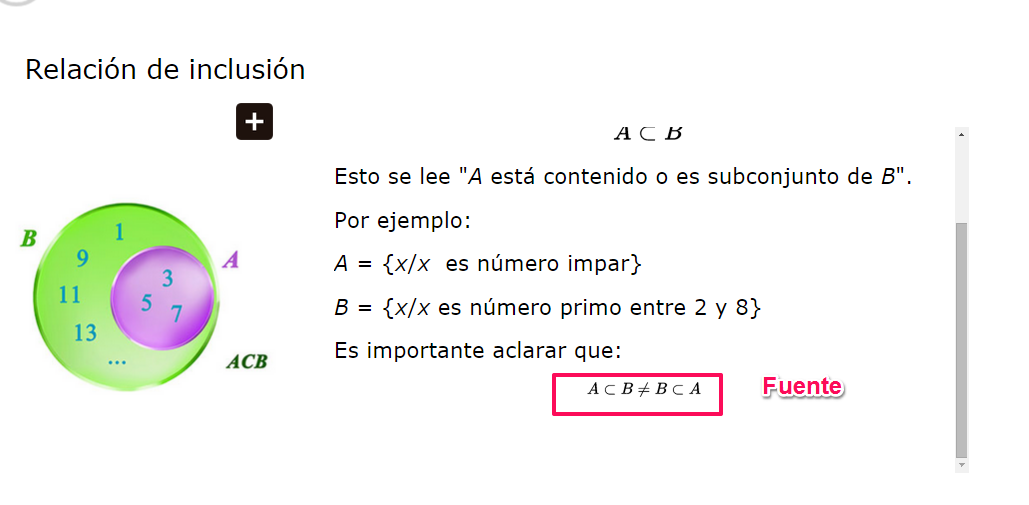 Relación de inclusión
+
A ⊂ B
Esto se lee "A está contenido o es subconjunto de B".
Por ejemplo:
A = {x/x es número impar}
B = {x/x es número primo entre 2 y 8}
Es importante aclarar que:
A ⊂ B ≠ B ⊂ A
Fuente
B
1
9
A
3
11
5
7
13
...
ACB